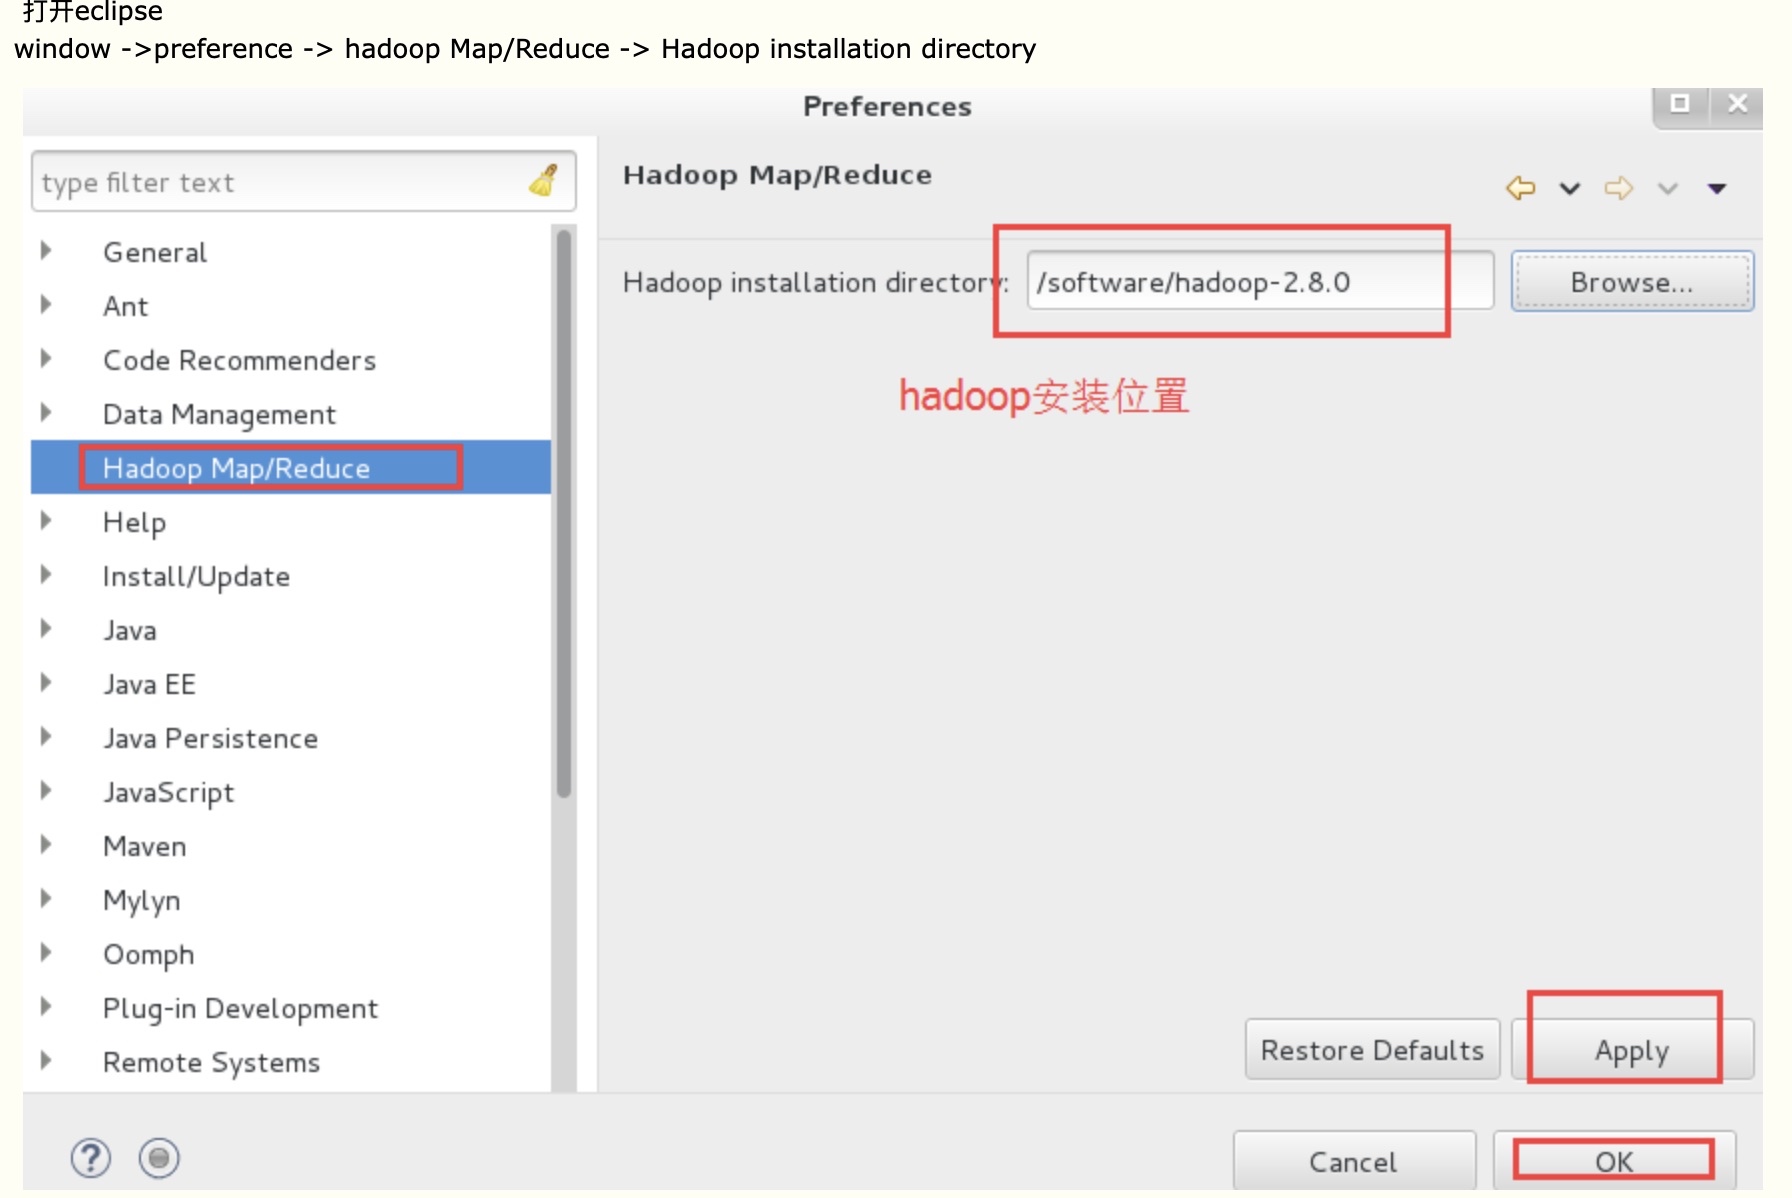 打开eclipse
window ->preference -> hadoop Map/Reduce -> Hadoop installation directory
Preferences
type filter text
General
Ant
Code Recommenders
Data Management
Hadoop Map/Reduce
Help
Install/Update
Java
Java EE
Java Persistence
JavaScript
Maven
Mylyn
Oomph
Plug-in Development
Remote Systems
Hadoop Map/Reduce
Hadoop installation directory: /software/hadoop-2.8.0 Browse...
hadoop安装位置
Restore Defaults Apply
Cancel OK